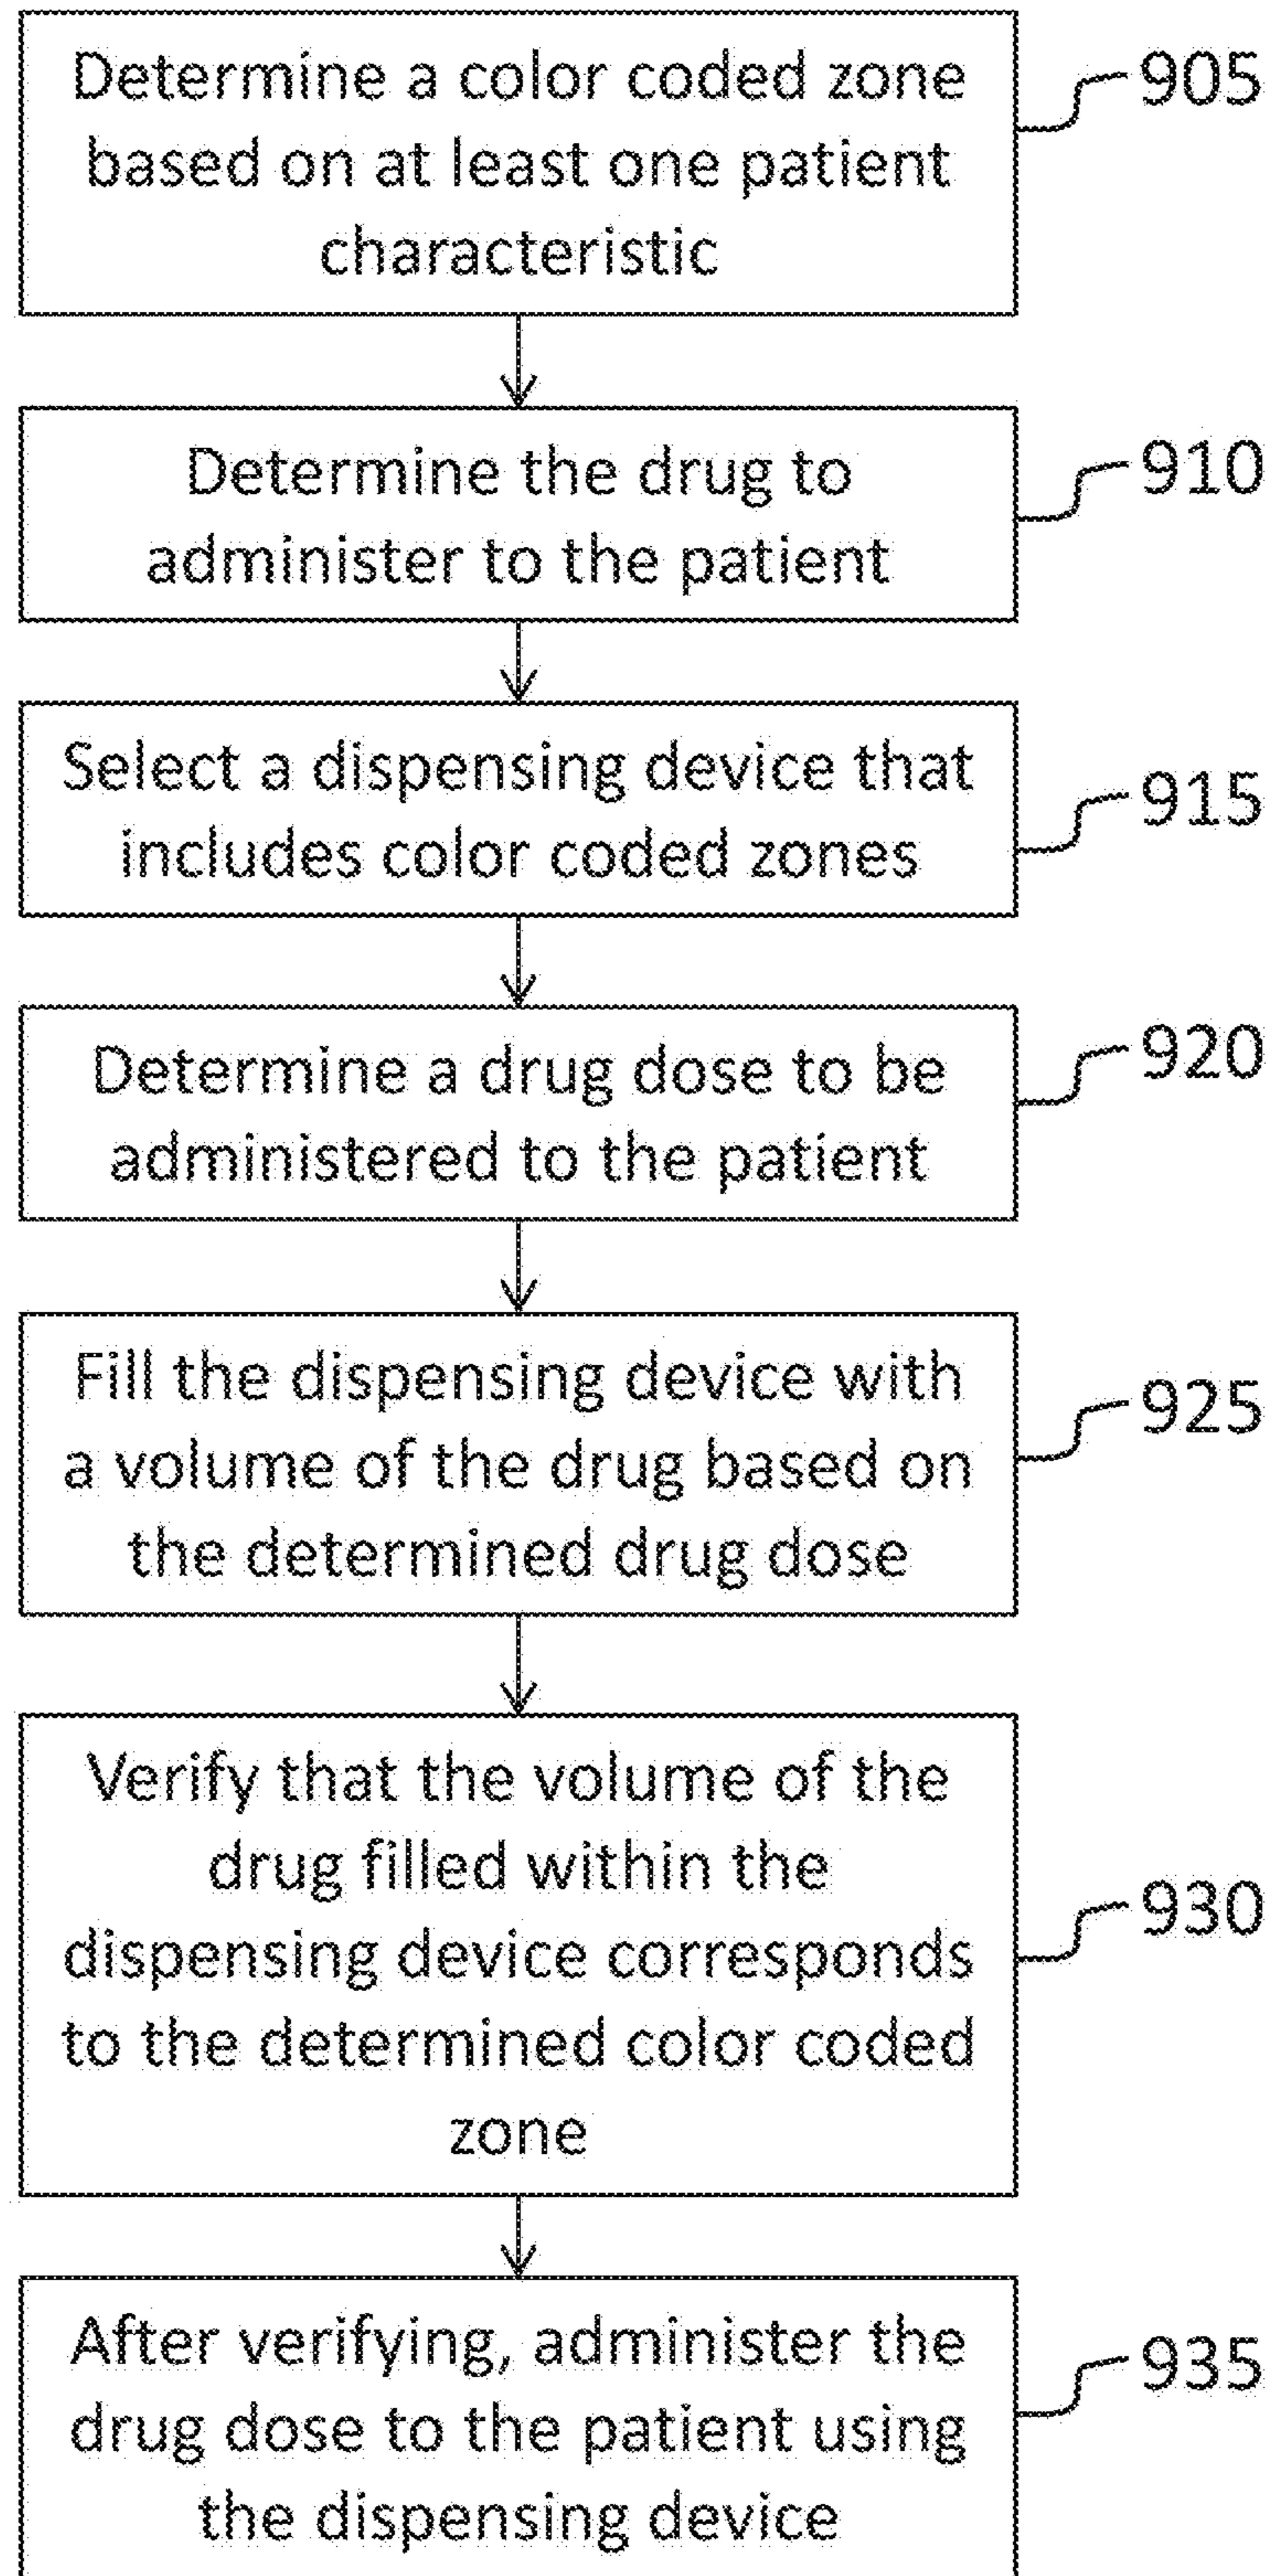 Determine a color coded zone
based on at least one patient
characteristic
905
Determine the drug to
administer to the patient
910
Select a dispensing device that
includes color coded zones
915
Determine a drug dose to be
administered to the patient
920
Fill the dispensing device with
a volume of the drug based on
the determined drug dose
925
Verify that the volume of the
drug filled within the
dispensing device corresponds
to the determined color coded
zone
930
After verifying, administer the
drug dose to the patient using
the dispensing device
935